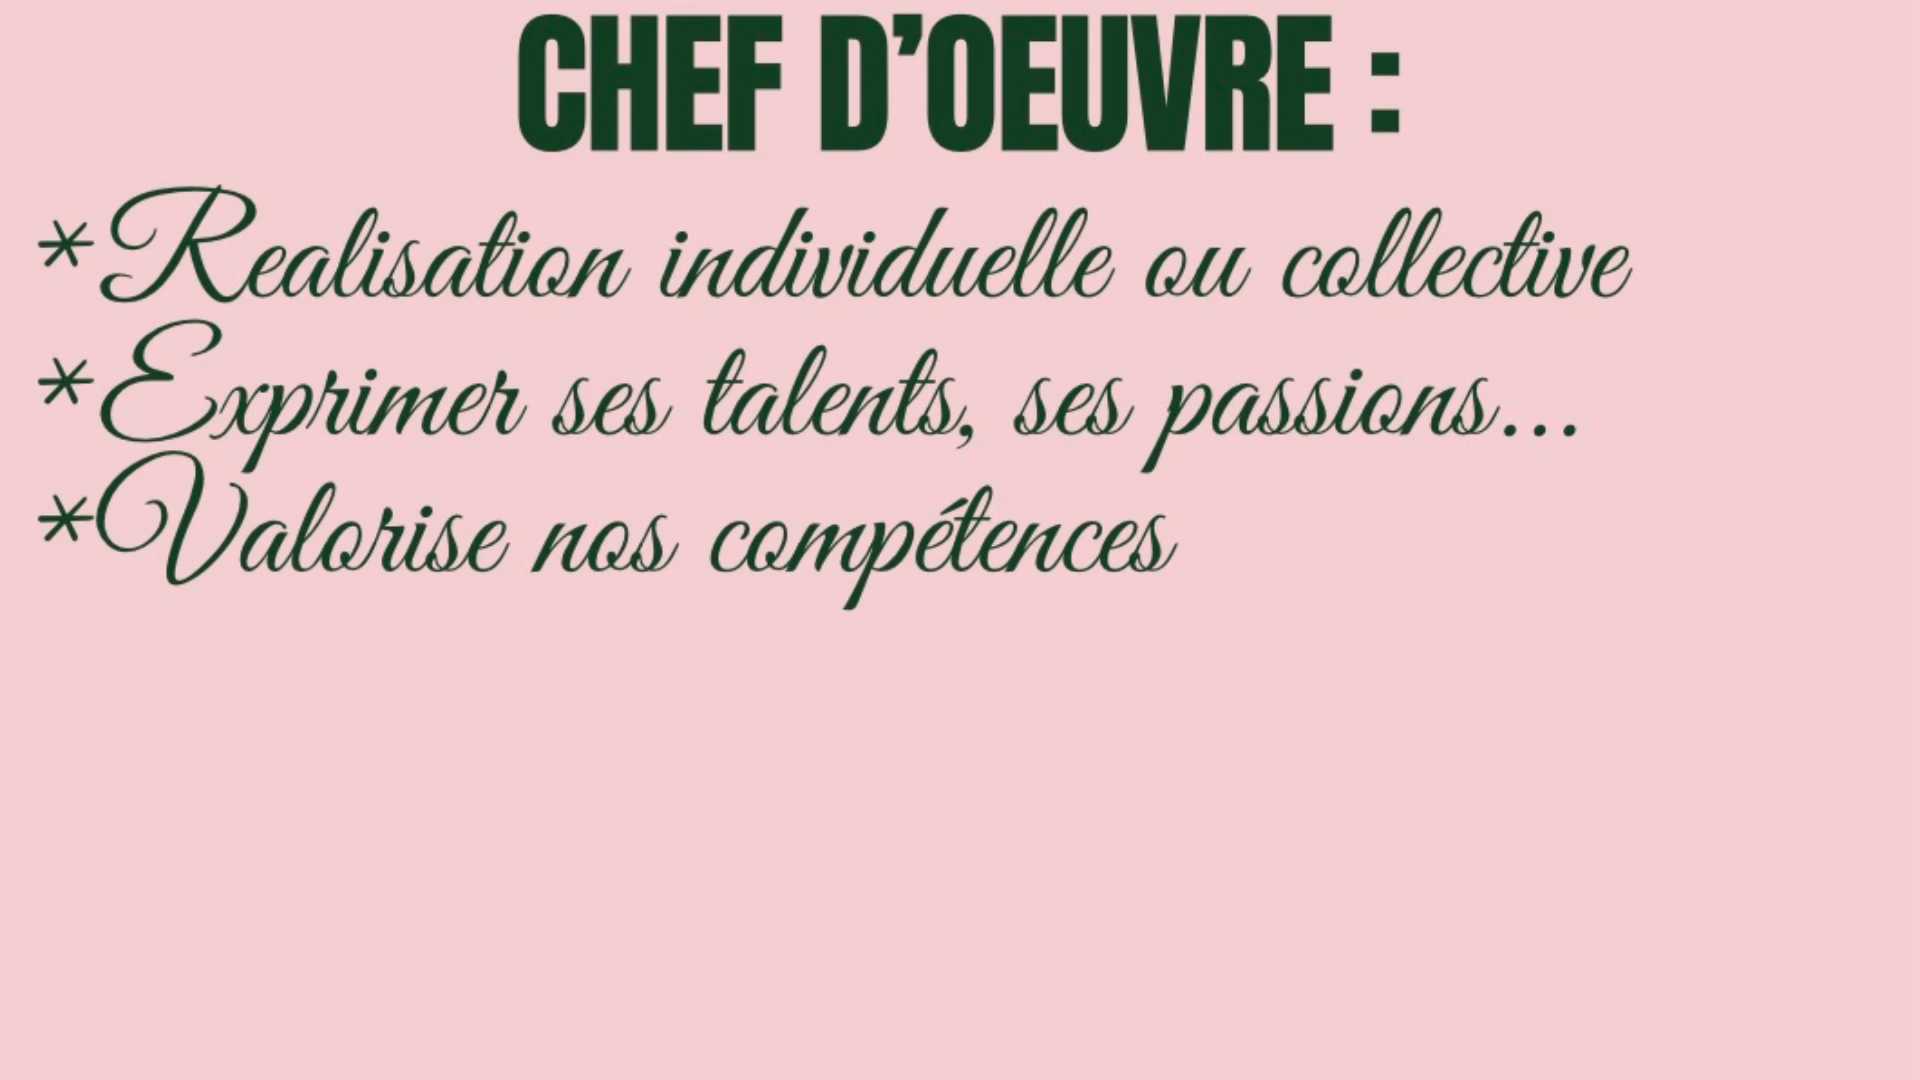 CHEF D’OEUVRE :
*Realisation individuelle ou collective
*Exprimer ses talents, ses passions...
*Valorise nos compétences